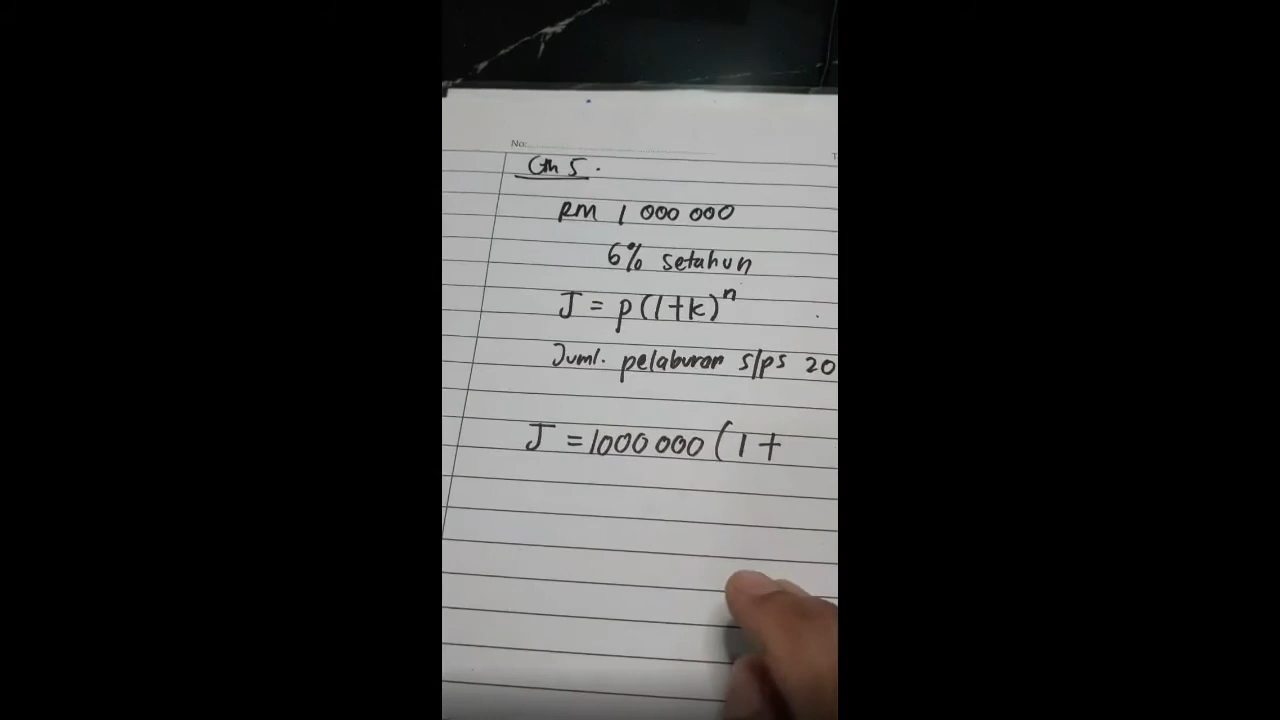 No:
Cth 5.
RM 1 000 000
6% setahun
J = P(1+k)^n
Juml. pelaburan s/ps 20
J = 1000 000 (1 +